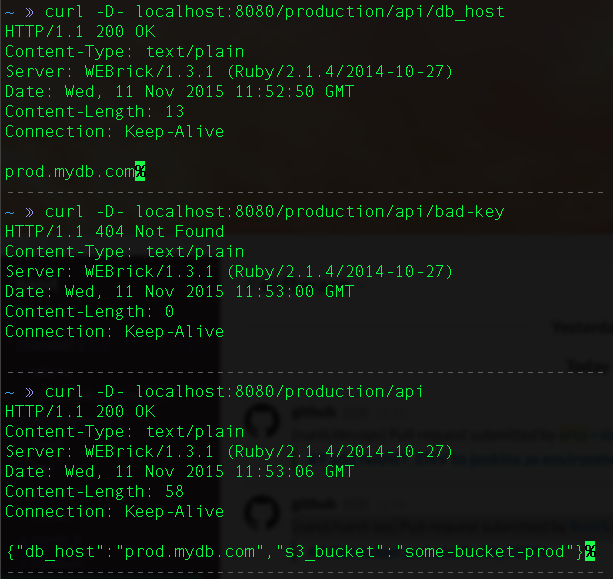 ~ » curl -D- localhost:8080/production/api/db_host
HTTP/1.1 200 OK
Content-Type: text/plain
Server: WEBrick/1.3.1 (Ruby/2.1.4/2014-10-27)
Date: Wed, 11 Nov 2015 11:52:50 GMT
Content-Length: 13
Connection: Keep-Alive
prod.mydb.com%
~ » curl -D- localhost:8080/production/api/bad-key
HTTP/1.1 404 Not Found
Content-Type: text/plain
Server: WEBrick/1.3.1 (Ruby/2.1.4/2014-10-27)
Date: Wed, 11 Nov 2015 11:53:00 GMT
Content-Length: 0
Connection: Keep-Alive
~ » curl -D- localhost:8080/production/api
HTTP/1.1 200 OK
Content-Type: text/plain
Server: WEBrick/1.3.1 (Ruby/2.1.4/2014-10-27)
Date: Wed, 11 Nov 2015 11:53:06 GMT
Content-Length: 58
Connection: Keep-Alive
{"db_host":"prod.mydb.com","s3_bucket":"some-bucket-prod"}%